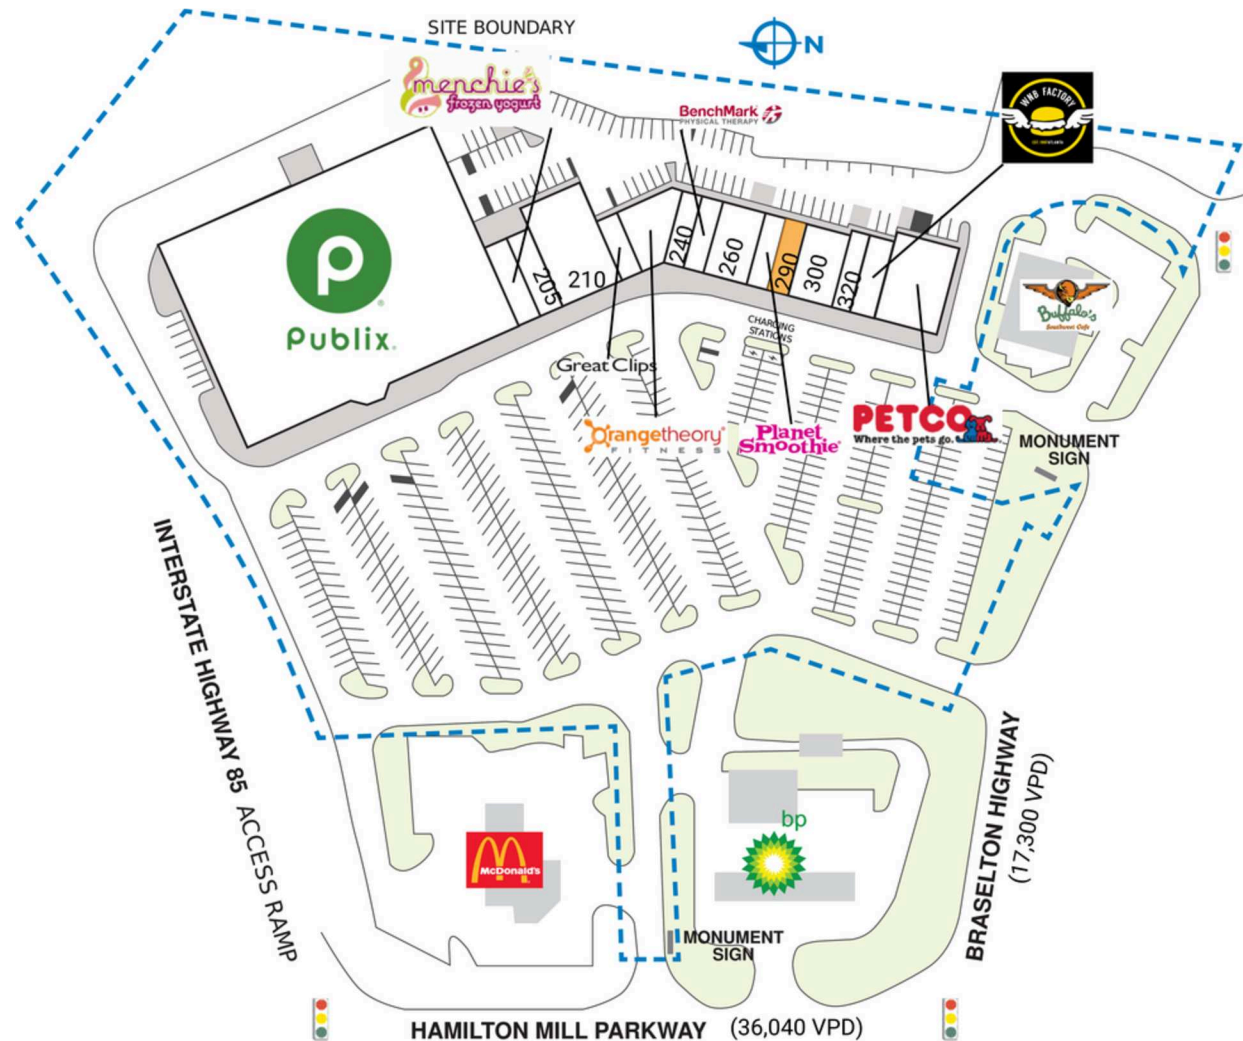 SITE BOUNDARY
N
menchie's
frozen yogurt
BenchMark
PHYSICAL THERAPY
WNB FACTORY
Publix
205
210
240
260
290
300
320
Buffalo's
Southwest Cafe
CHARGING
STATIONS
Great Clips
Orangetheory
FITNESS
Planet
Smoothie
PETCO
Where the pets go.
MONUMENT
SIGN
INTERSTATE HIGHWAY 85 ACCESS RAMP
McDonald's
bp
MONUMENT
SIGN
BRASELTON HIGHWAY
(17,300 VPD)
HAMILTON MILL PARKWAY (36,040 VPD)